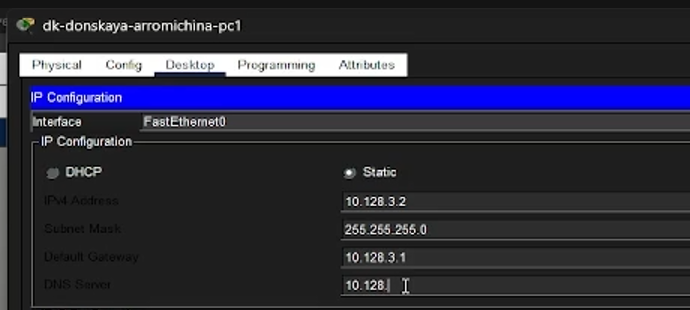 dk-donskaya-arromichina-pc1
Physical Config Desktop Programming Attributes
IP Configuration
Interface FastEthernet0
IP Configuration
DHCP Static
IPv4 Address 10.128.3.2
Subnet Mask 255.255.255.0
Default Gateway 10.128.3.1
DNS Server 10.128.